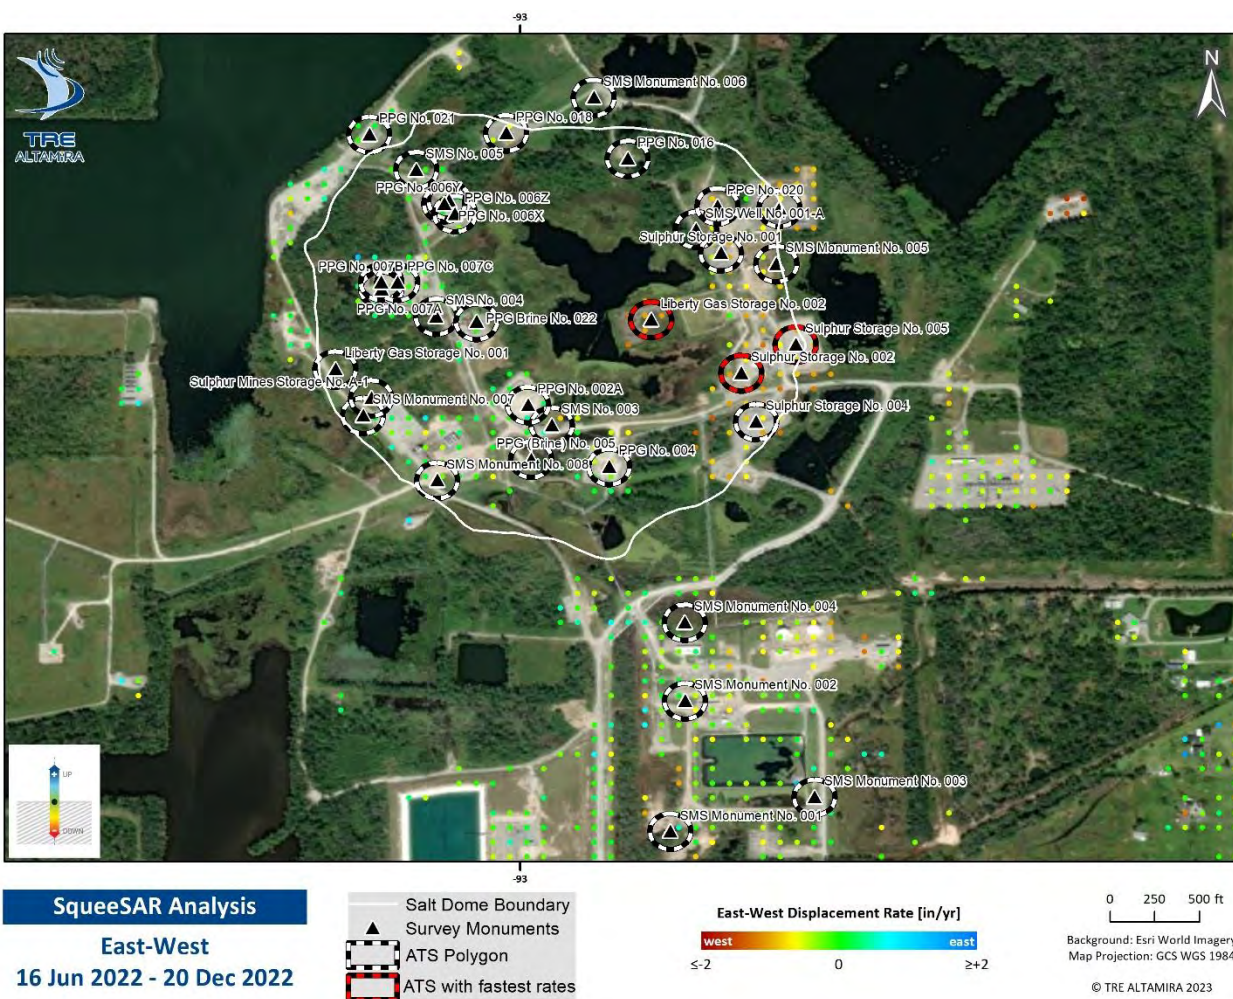 -93
N
TRE
ALTAMIRA
SMS Monument No. 006
PPG No. 021
PPG No. 018
PPG No. 016
SMS No. 005
PPG No. 006Y
PPG No. 006Z
PPG No. 006X
PPG No. 020
SMS Well No. 001-A
Sulphur Storage No. 001
SMS Monument No. 005
PPG No. 007B
PPG No. 007C
PPG No. 007A
SMS No. 004
PPG Brine No. 022
Liberty Gas Storage No. 002
Sulphur Storage No. 005
Sulphur Storage No. 002
Liberty Gas Storage No. 001
Sulphur Mines Storage No. A-1
SMS Monument No. 007
PPG No. 002A
SMS No. 003
Sulphur Storage No. 004
PPG (Brine) No. 005
PPG No. 004
SMS Monument No. 008
SMS Monument No. 004
SMS Monument No. 002
SMS Monument No. 003
SMS Monument No. 001
UP
DOWN
-93
SqueeSAR Analysis
East-West
16 Jun 2022 - 20 Dec 2022
Salt Dome Boundary
Survey Monuments
ATS Polygon
ATS with fastest rates
East-West Displacement Rate [in/yr]
west
east
≤-2
0
≥+2
0 250 500 ft
Background: Esri World Imagery
Map Projection: GCS WGS 1984
© TRE ALTAMIRA 2023